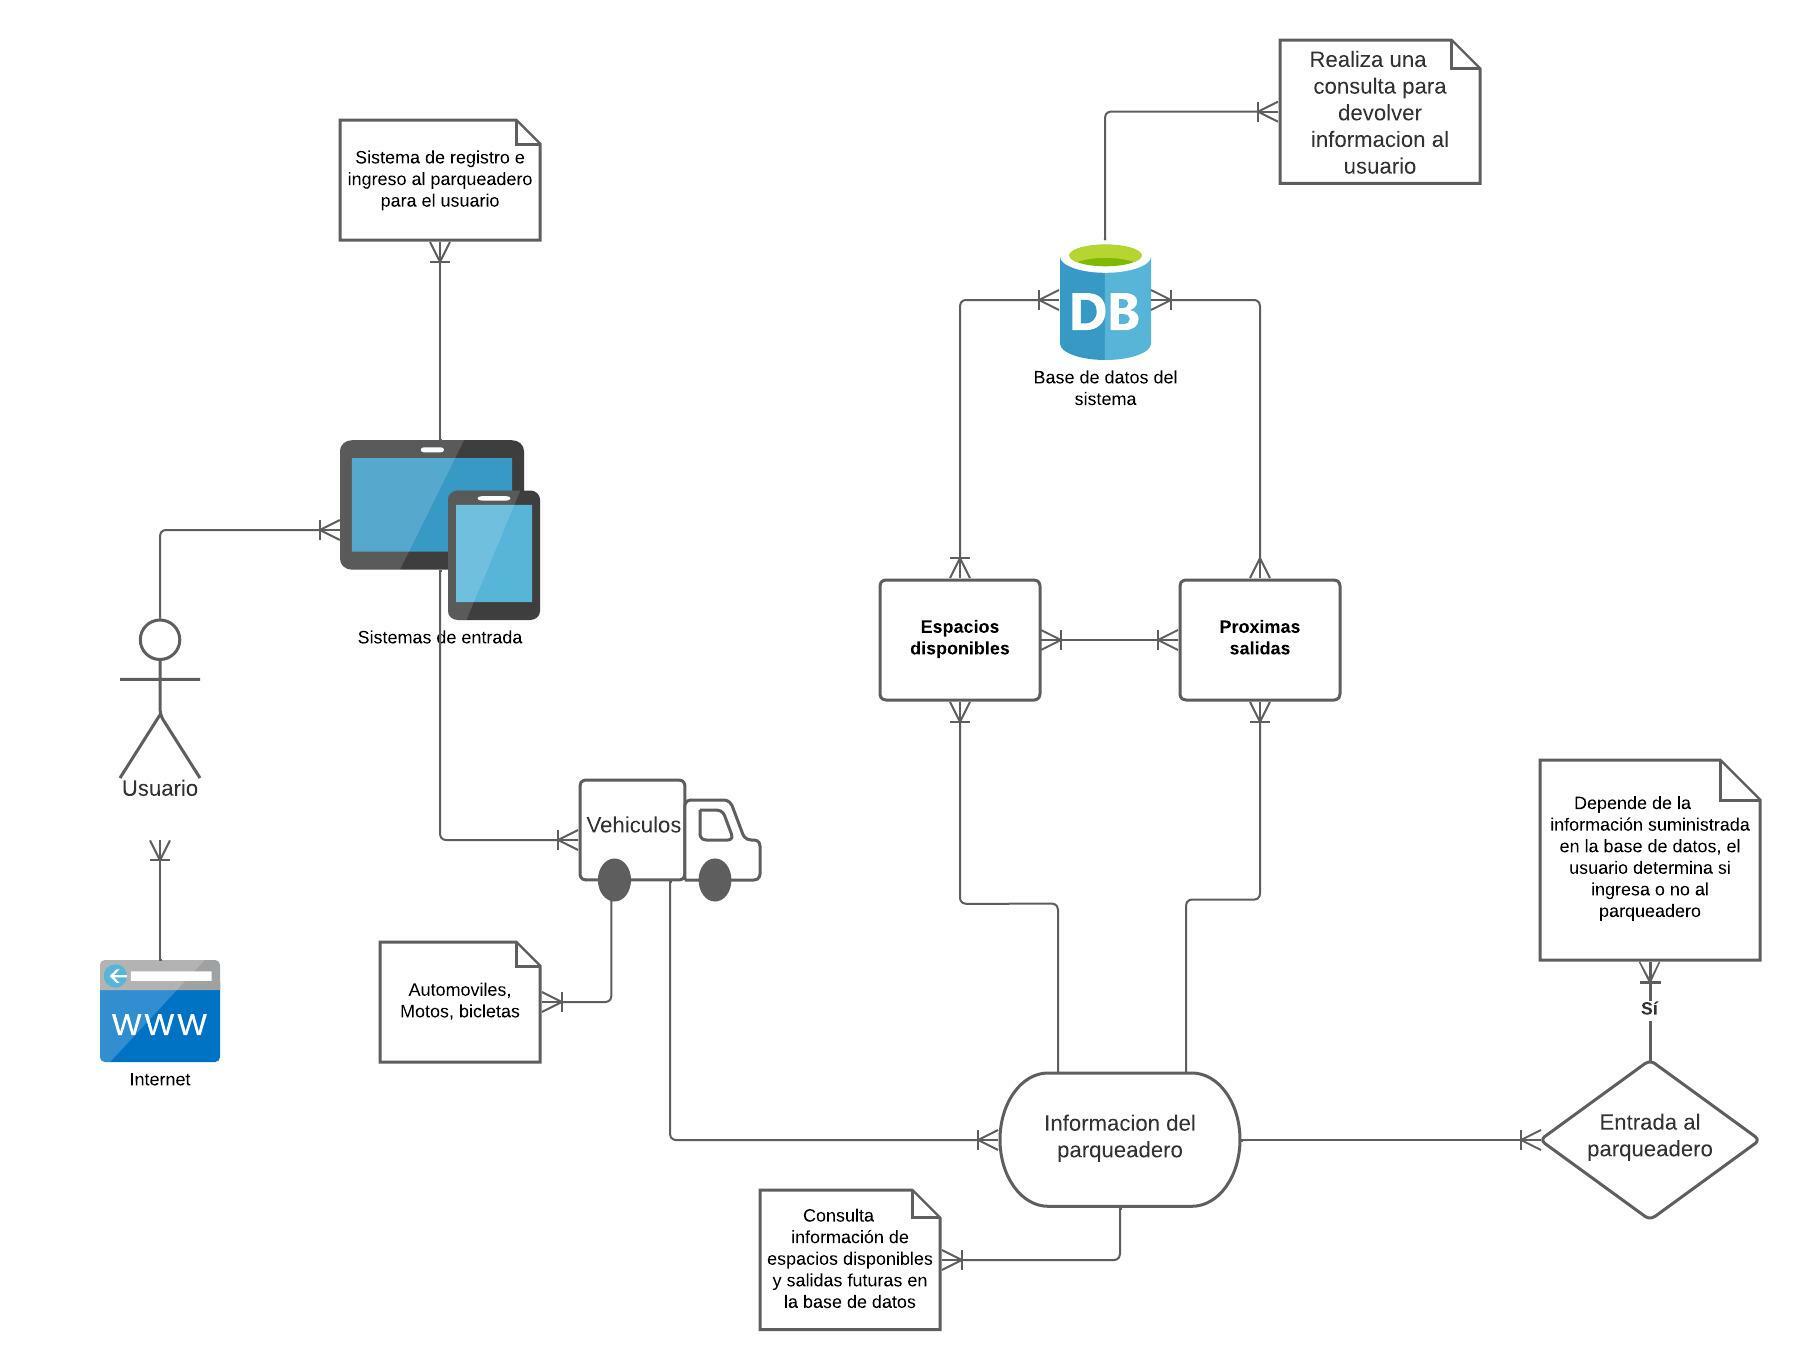 Realiza una
consulta para
devolver
informacion al
usuario
Sistema de registro e
ingreso al parqueadero
para el usuario
DB
Base de datos del
sistema
Sistemas de entrada
Espacios
disponibles
Proximas
salidas
Usuario
Vehiculos
Depende de la
información suministrada
en la base de datos, el
usuario determina si
ingresa o no al
parqueadero
Automoviles,
Motos, bicletas
Sí
WWW
Internet
Informacion del
parqueadero
Entrada al
parqueadero
Consulta
información de
espacios disponibles
y salidas futuras en
la base de datos